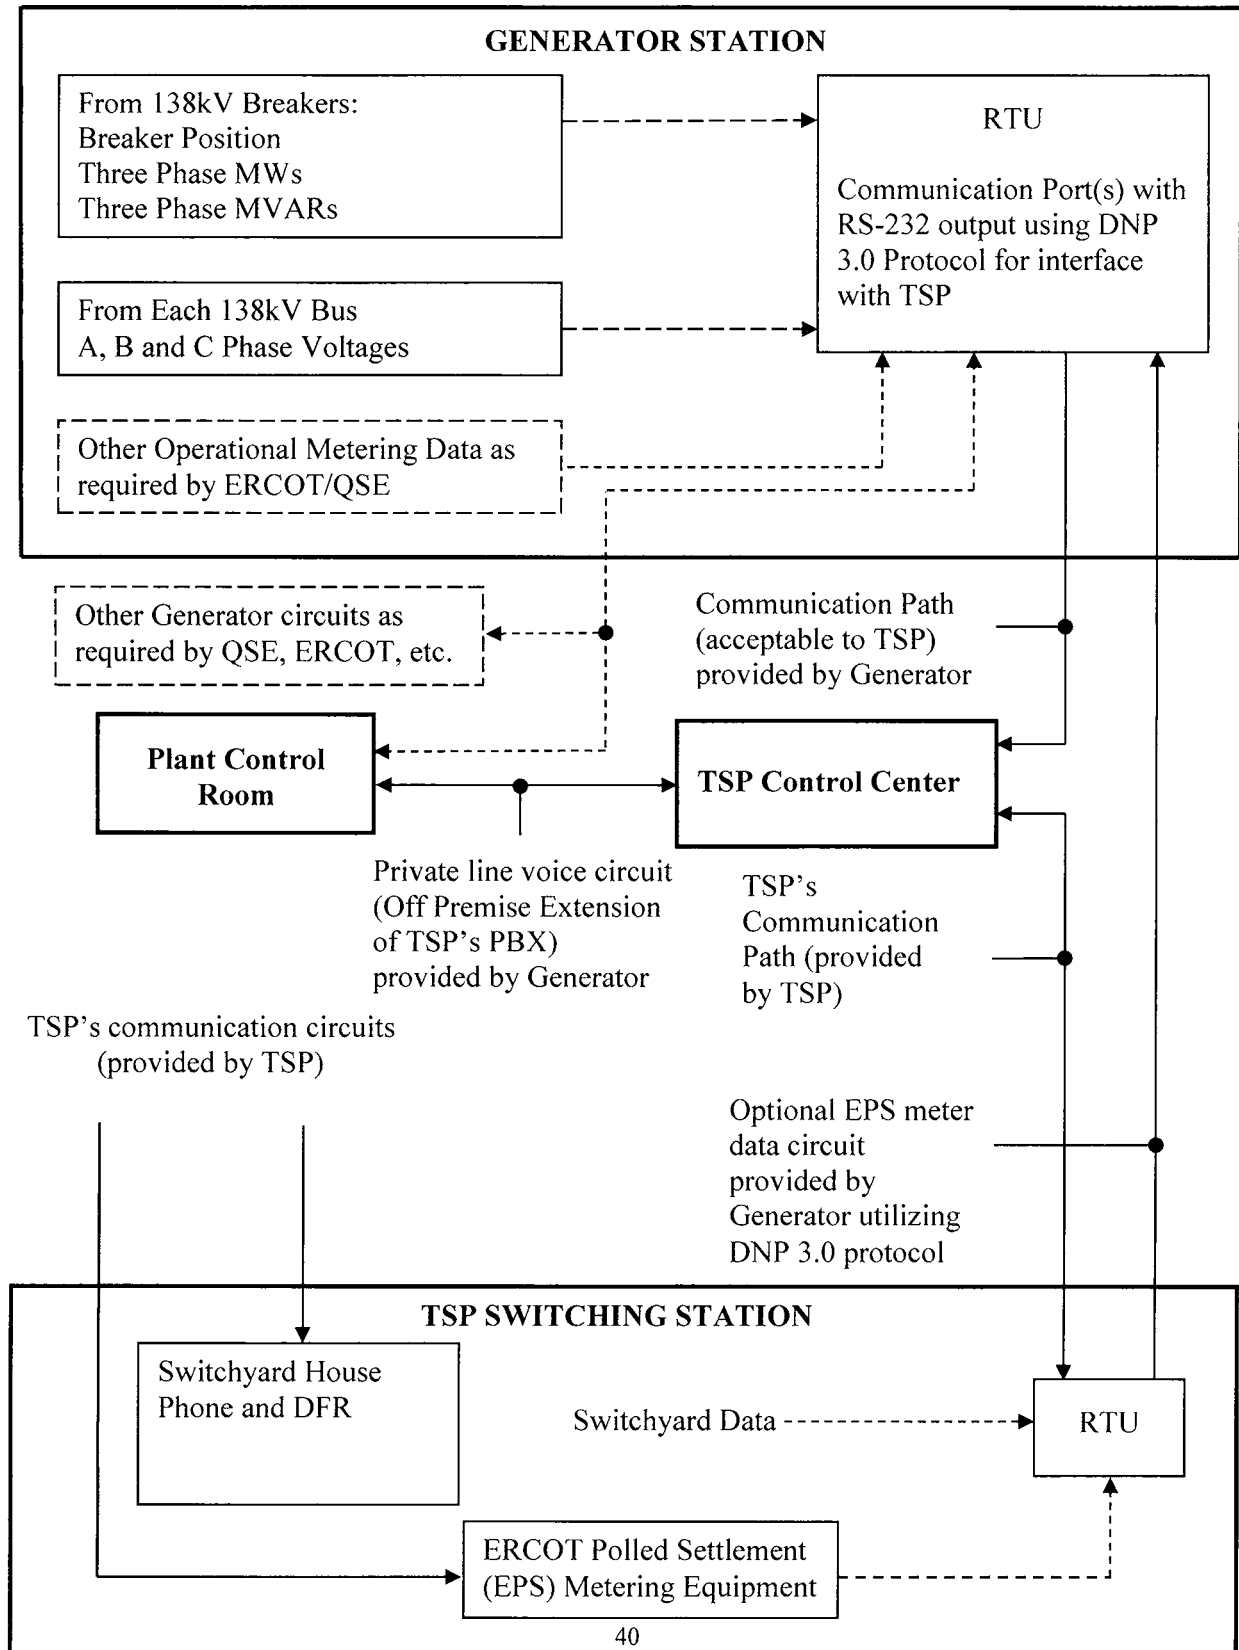 GENERATOR STATION
From 138kV Breakers:
Breaker Position
Three Phase MWs
Three Phase MVARs
RTU
Communication Port(s) with
RS-232 output using DNP
3.0 Protocol for interface
with TSP
From Each 138kV Bus
A, B and C Phase Voltages
Other Operational Metering Data as
required by ERCOT/QSE
Other Generator circuits as
required by QSE, ERCOT, etc.
Communication Path
(acceptable to TSP)
provided by Generator
Plant Control
Room
TSP Control Center
Private line voice circuit
(Off Premise Extension
of TSP's PBX)
provided by Generator
TSP's
Communication
Path (provided
by TSP)
TSP's communication circuits
(provided by TSP)
Optional EPS meter
data circuit
provided by
Generator utilizing
DNP 3.0 protocol
TSP SWITCHING STATION
Switchyard House
Phone and DFR
Switchyard Data
RTU
ERCOT Polled Settlement
(EPS) Metering Equipment
40